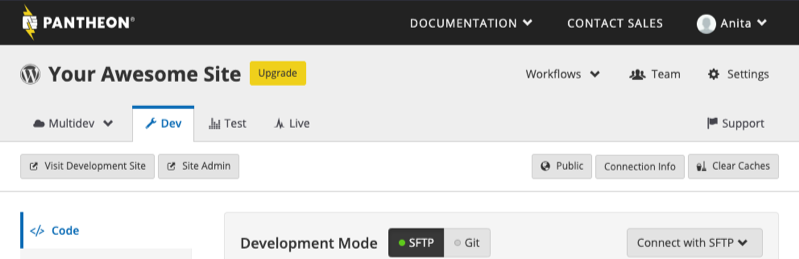 PANTHEON® DOCUMENTATION CONTACT SALES Anita
Your Awesome Site Upgrade Workflows Team Settings
Multidev Dev Test Live Support
Visit Development Site Site Admin Public Connection Info Clear Caches
</> Code
Development Mode SFTP Git Connect with SFTP